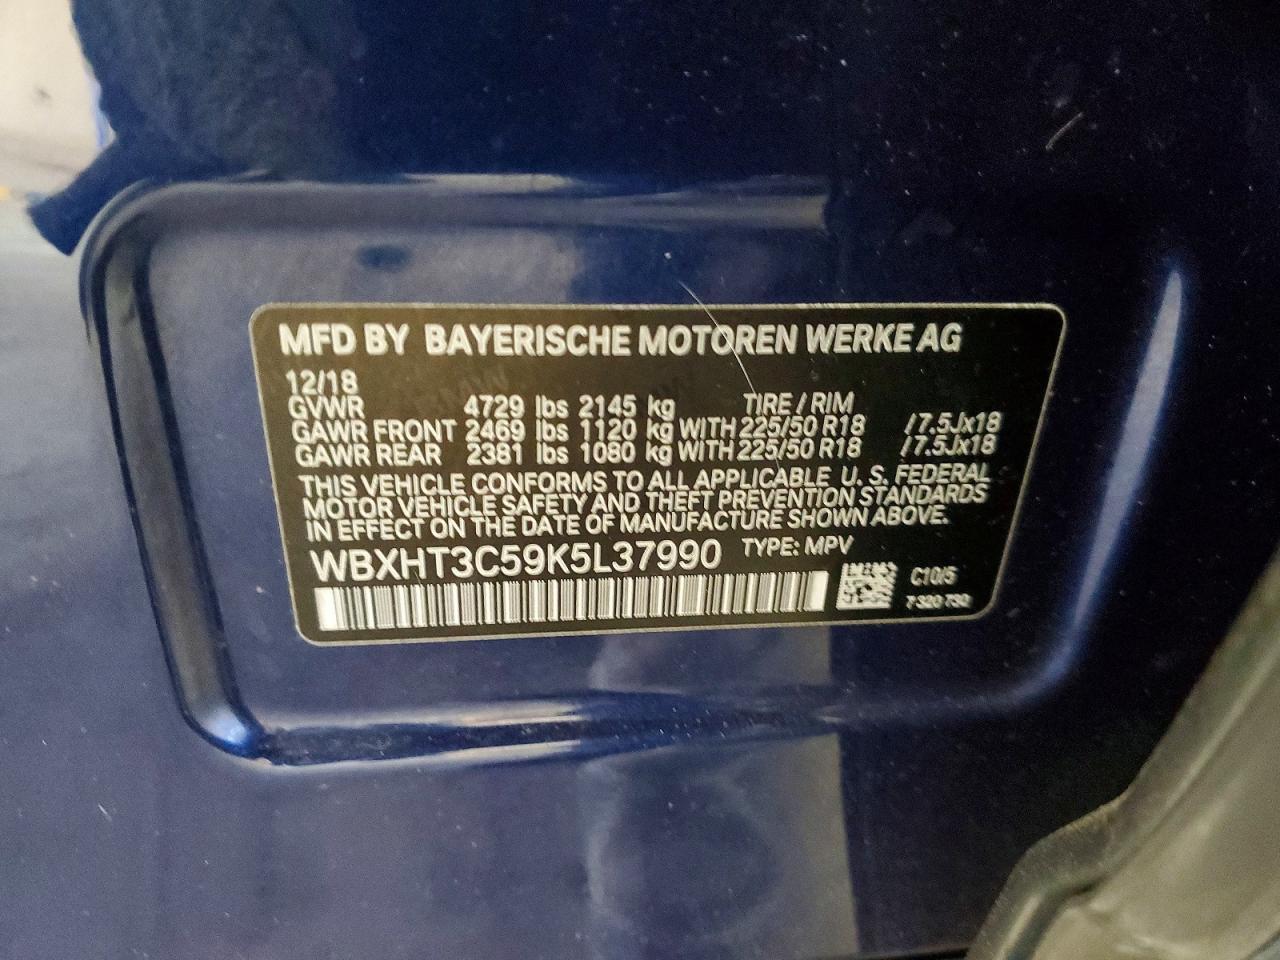 MFD BY BAYERISCHE MOTOREN WERKE AG
12/18
GVWR 4729 lbs 2145 kg TIRE / RIM
GAWR FRONT 2469 lbs 1120 kg WITH 225/50 R18 /7.5Jx18
GAWR REAR 2381 lbs 1080 kg WITH 225/50 R18 /7.5Jx18
THIS VEHICLE CONFORMS TO ALL APPLICABLE U. S. FEDERAL
MOTOR VEHICLE SAFETY AND THEFT PREVENTION STANDARDS
IN EFFECT ON THE DATE OF MANUFACTURE SHOWN ABOVE.
WBXHT3C59K5L37990 TYPE: MPV
C10/5
7 320 730